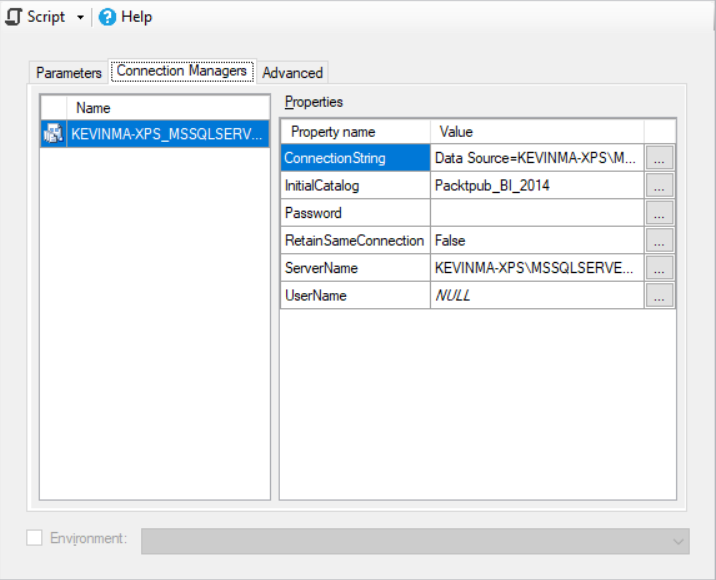 Script Help
Parameters Connection Managers Advanced
Name
KEVINMA-XPS_MSSQLSERV...
Properties
Property name Value
ConnectionString Data Source=KEVINMA-XPS\M... ...
InitialCatalog Packtpub_BI_2014 ...
Password ...
RetainSameConnection False ...
ServerName KEVINMA-XPS\MSSQLSERVE... ...
UserName NULL ...
Environment: